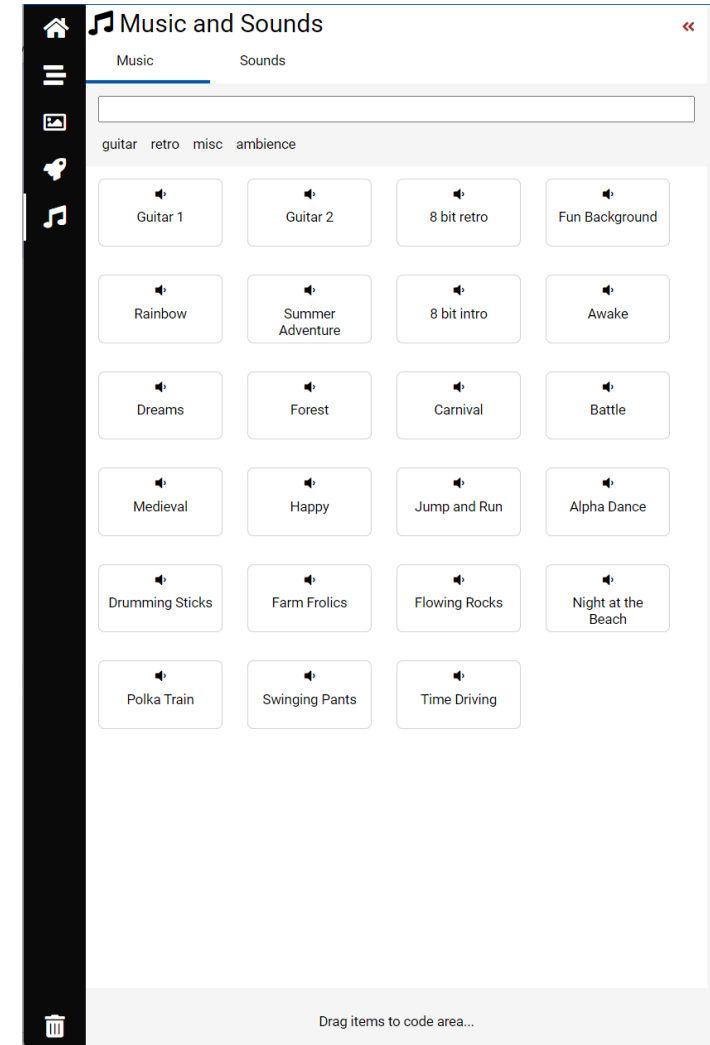 Music and Sounds
Music Sounds
guitar retro misc ambience
Guitar 1 Guitar 2 8 bit retro Fun Background
Rainbow Summer Adventure 8 bit intro Awake
Dreams Forest Carnival Battle
Medieval Happy Jump and Run Alpha Dance
Drumming Sticks Farm Frolics Flowing Rocks Night at the Beach
Polka Train Swinging Pants Time Driving
Drag items to code area...